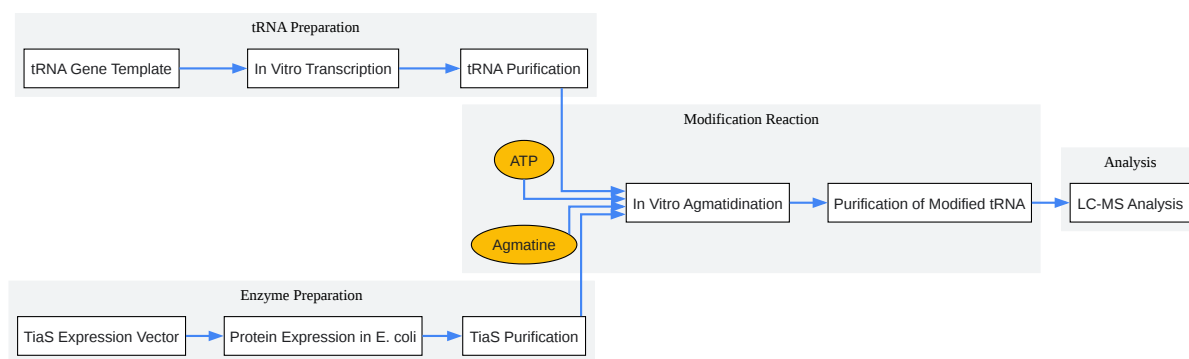 tRNA Preparation
tRNA Gene Template
In Vitro Transcription
tRNA Purification
Modification Reaction
ATP
Agmatine
In Vitro Agmatidination
Purification of Modified tRNA
Analysis
LC-MS Analysis
Enzyme Preparation
TiaS Expression Vector
Protein Expression in E. coli
TiaS Purification